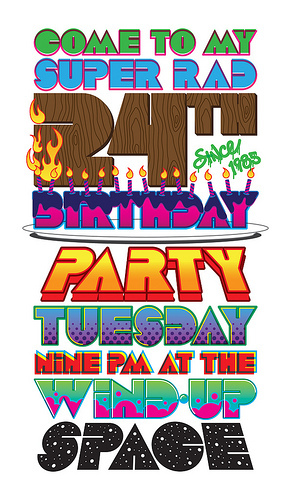 COME TO MY
SUPER RAD
24TH
Since 1985
BIRTHDAY
PARTY
TUESDAY
NINE PM AT THE
WIND-UP
SPACE